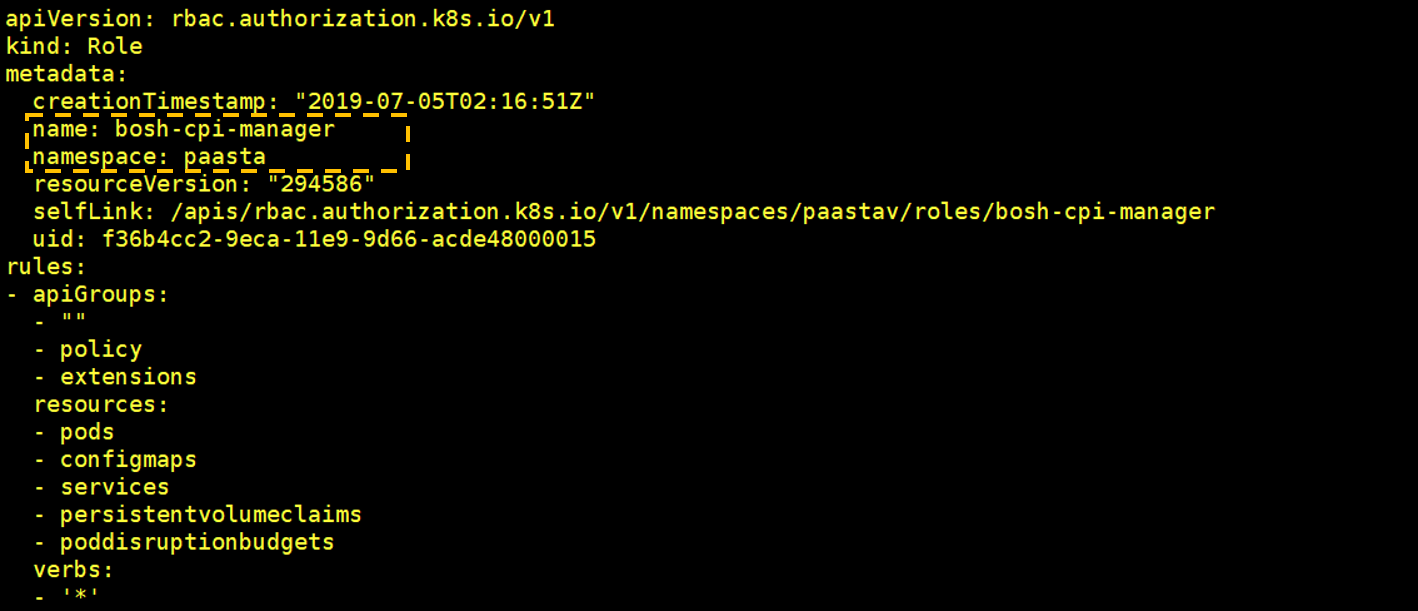 apiVersion: rbac.authorization.k8s.io/v1
kind: Role
metadata:
  creationTimestamp: "2019-07-05T02:16:51Z"
  name: bosh-cpi-manager
  namespace: paasta
  resourceVersion: "294586"
  selfLink: /apis/rbac.authorization.k8s.io/v1/namespaces/paastav/roles/bosh-cpi-manager
  uid: f36b4cc2-9eca-11e9-9d66-acde48000015
rules:
- apiGroups:
  - ""
  - policy
  - extensions
  resources:
  - pods
  - configmaps
  - services
  - persistentvolumeclaims
  - poddisruptionbudgets
  verbs:
  - '*'